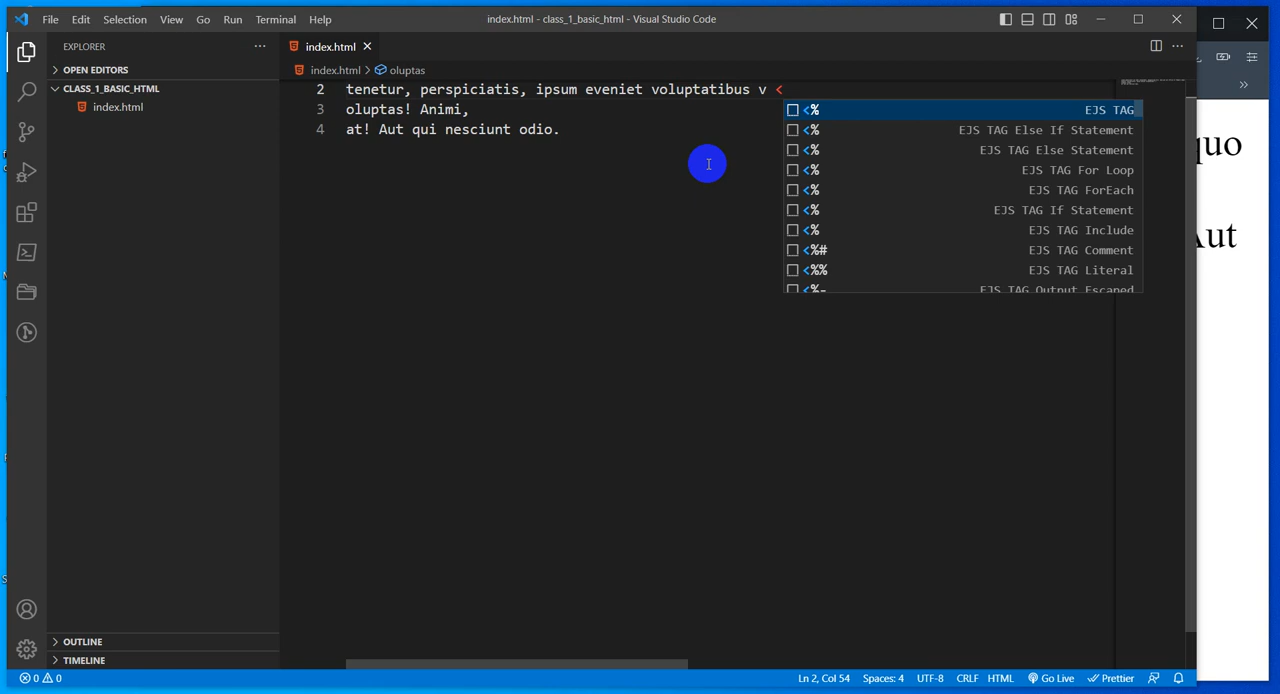 File Edit Selection View Go Run Terminal Help
index.html - class_1_basic_html - Visual Studio Code
EXPLORER
OPEN EDITORS
CLASS_1_BASIC_HTML
index.html
OUTLINE
TIMELINE
index.html
index.html > oluptas
2 tenetur, perspiciatis, ipsum eveniet voluptatibus v <
3 oluptas! Animi,
4 at! Aut qui nesciunt odio.
<% EJS TAG
<% EJS TAG Else If Statement
<% EJS TAG Else Statement
<% EJS TAG For Loop
<% EJS TAG ForEach
<% EJS TAG If Statement
<% EJS TAG Include
<%# EJS TAG Comment
<%% EJS TAG Literal
<%- EJS TAG Output Escaped
quo
Aut
0 0
Ln 2, Col 54 Spaces: 4 UTF-8 CRLF HTML Go Live Prettier